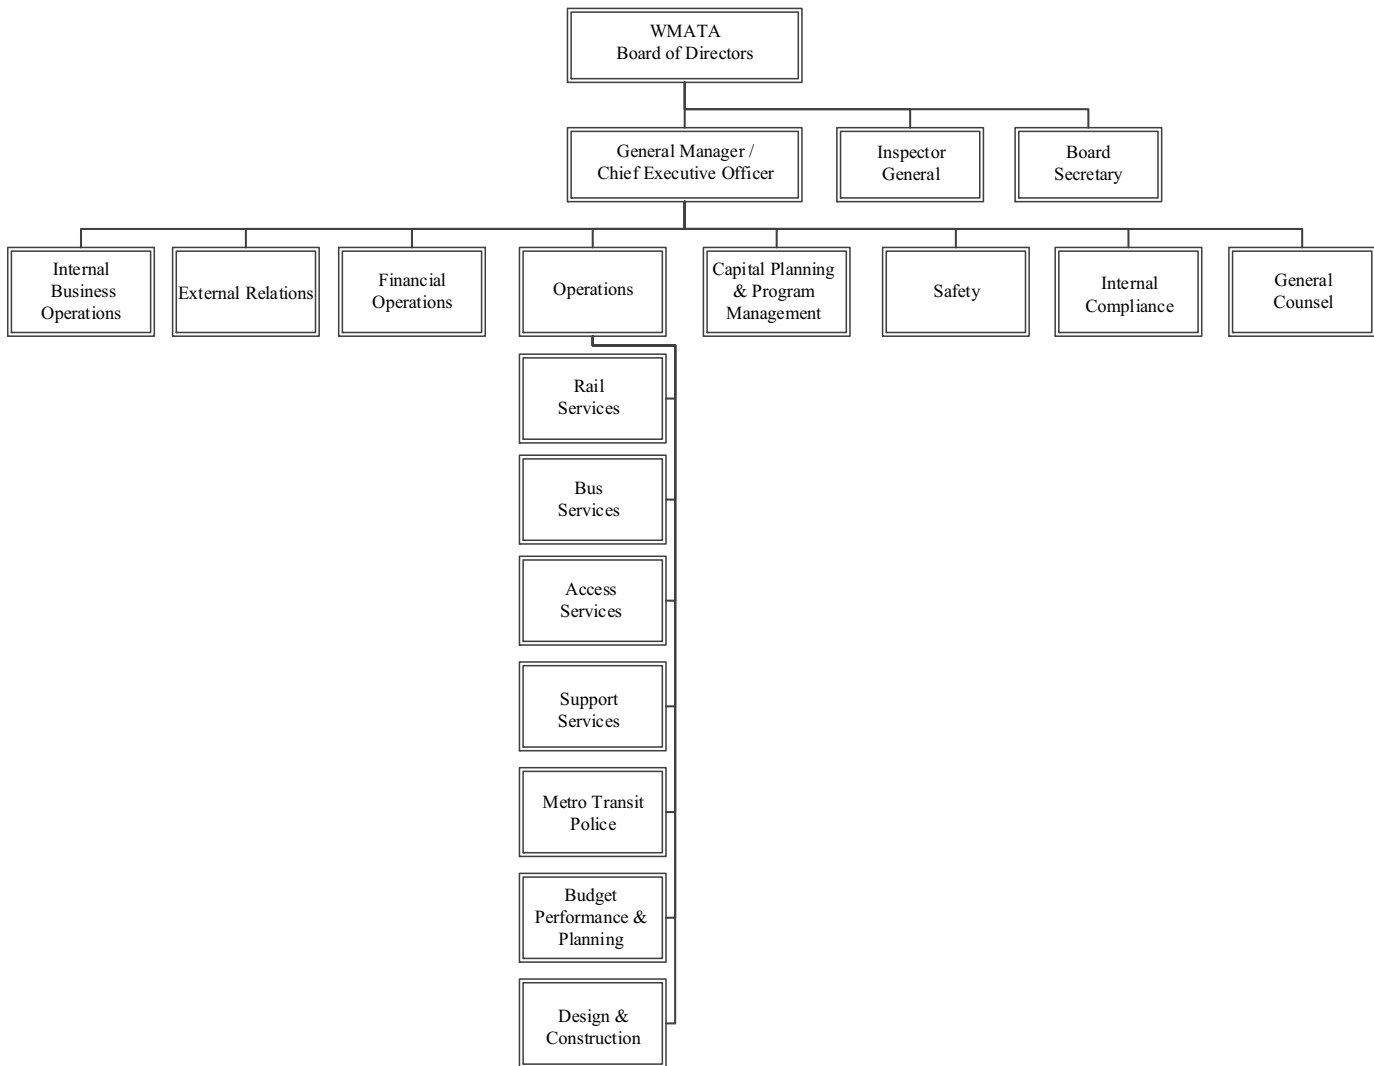 WMATA
Board of Directors
General Manager /
Chief Executive Officer
Inspector
General
Board
Secretary
Internal
Business
Operations
External Relations
Financial
Operations
Operations
Capital Planning
& Program
Management
Safety
Internal
Compliance
General
Counsel
Rail
Services
Bus
Services
Access
Services
Support
Services
Metro Transit
Police
Budget
Performance &
Planning
Design &
Construction